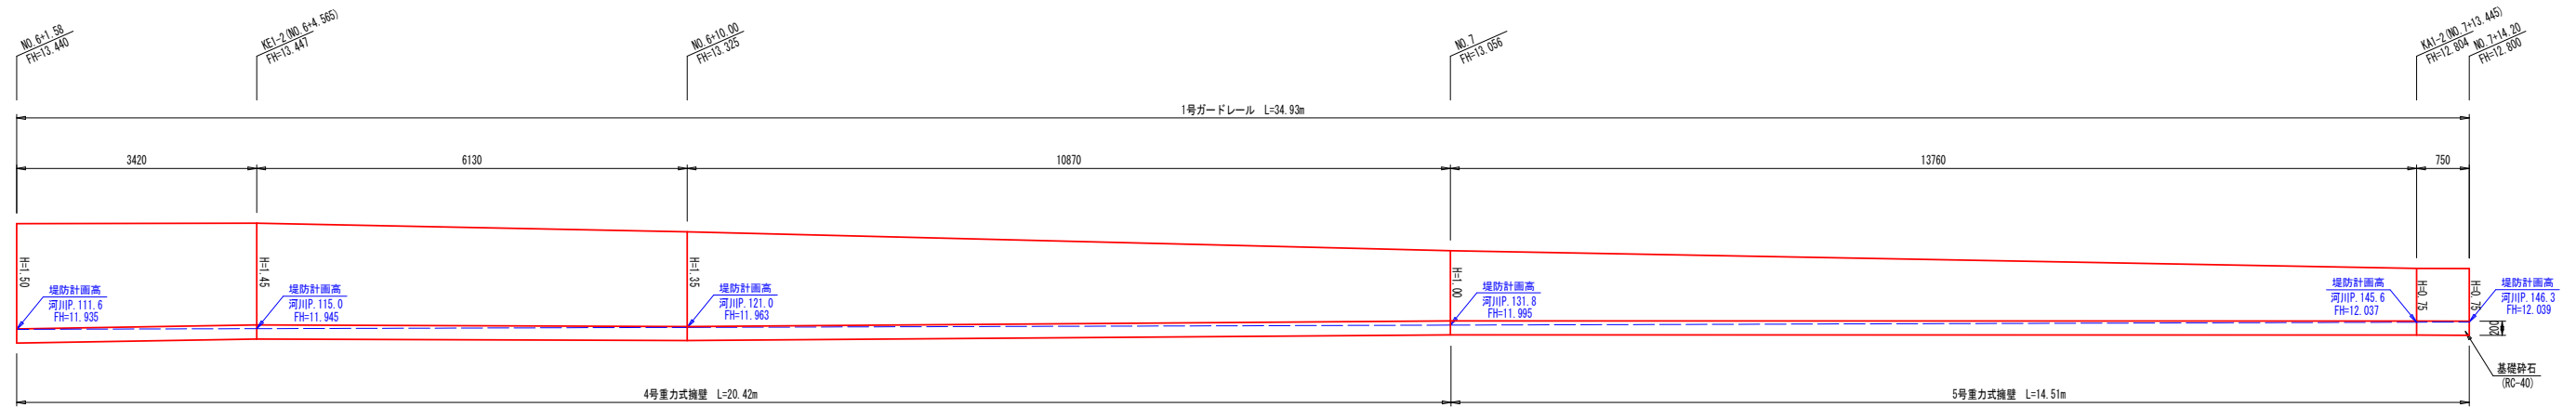 NO.6+1.58
FH=13.440
KE1-2(NO.6+4.565)
FH=13.447
NO.6+10.00
FH=13.325
NO.7
FH=13.056
KA1-2(NO.7+13.445)
FH=12.804
NO.7+14.20
FH=12.800
1号ガードレール L=34.93m
3420
6130
10870
13760
750
H=1.50
堤防計画高
河川P.111.6
FH=11.935
H=1.45
堤防計画高
河川P.115.0
FH=11.945
H=1.35
堤防計画高
河川P.121.0
FH=11.963
H=1.00
堤防計画高
河川P.131.8
FH=11.995
堤防計画高
河川P.145.6
FH=12.037
H=0.75
H=0.75
堤防計画高
河川P.146.3
FH=12.039
200
基礎砕石
(RC-40)
4号重力式擁壁 L=20.42m
5号重力式擁壁 L=14.51m